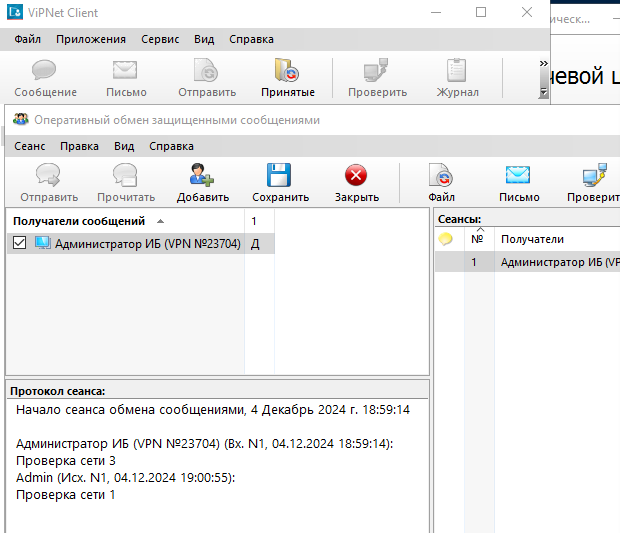 ViPNet Client
Файл Приложения Сервис Вид Справка
Сообщение Письмо Отправить Принятые Проверить Журнал
Оперативный обмен защищенными сообщениями
Сеанс Правка Вид Справка
Отправить Прочитать Добавить Сохранить Закрыть Файл Письмо Проверит
Получатели сообщений 1
Администратор ИБ (VPN №23704) Д
Сеансы:
№ Получатели
1 Администратор ИБ (VP
Протокол сеанса:
Начало сеанса обмена сообщениями, 4 Декабрь 2024 г. 18:59:14
Администратор ИБ (VPN №23704) (Вх. N1, 04.12.2024 18:59:14):
Проверка сети 3
Admin (Исх. N1, 04.12.2024 19:00:55):
Проверка сети 1